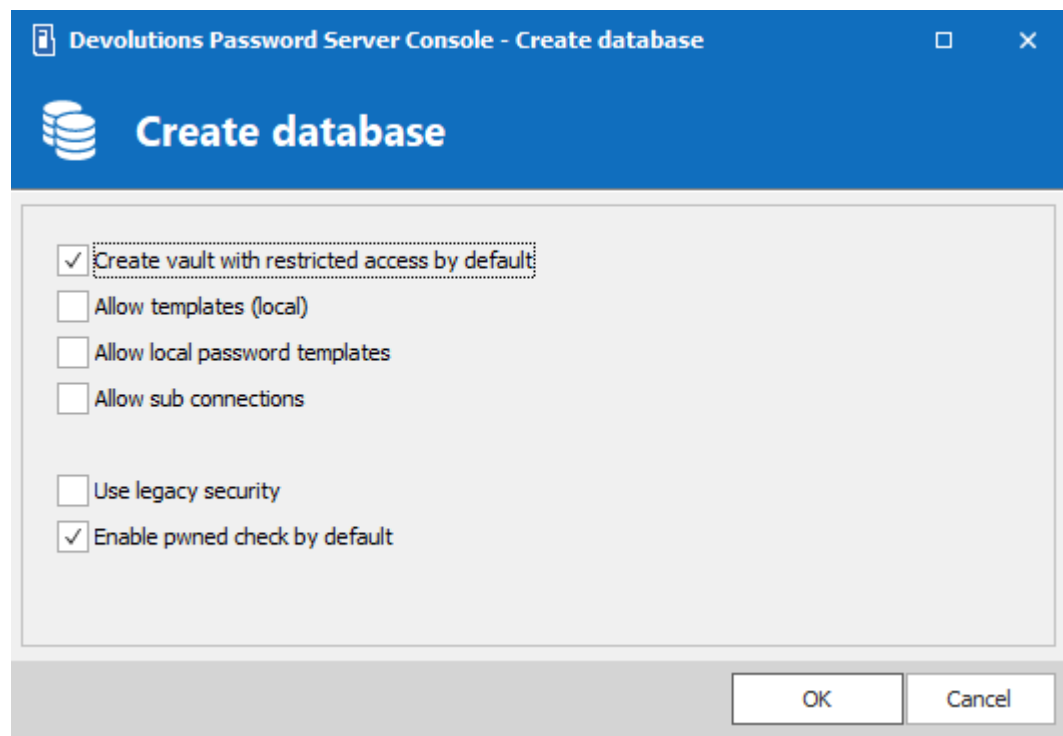 Devolutions Password Server Console - Create database
Create database
Create vault with restricted access by default
Allow templates (local)
Allow local password templates
Allow sub connections
Use legacy security
Enable pwned check by default
OK
Cancel